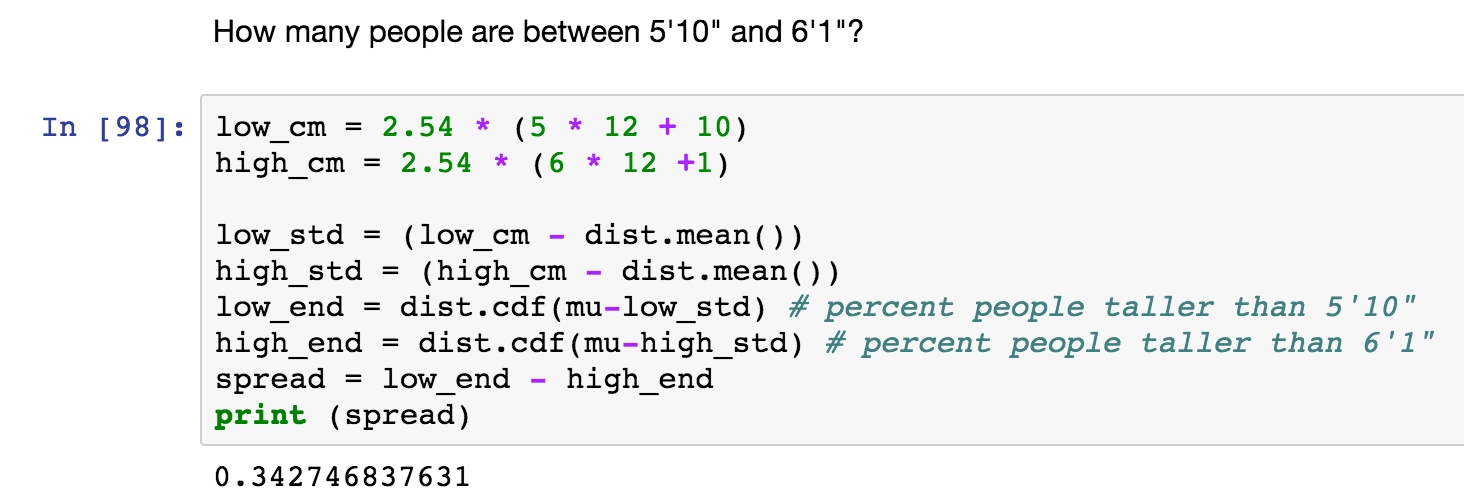 How many people are between 5'10" and 6'1"?
In [98]:
low_cm = 2.54 * (5 * 12 + 10)
high_cm = 2.54 * (6 * 12 +1)
low_std = (low_cm - dist.mean())
high_std = (high_cm - dist.mean())
low_end = dist.cdf(mu-low_std) # percent people taller than 5'10"
high_end = dist.cdf(mu-high_std) # percent people taller than 6'1"
spread = low_end - high_end
print (spread)
0.342746837631